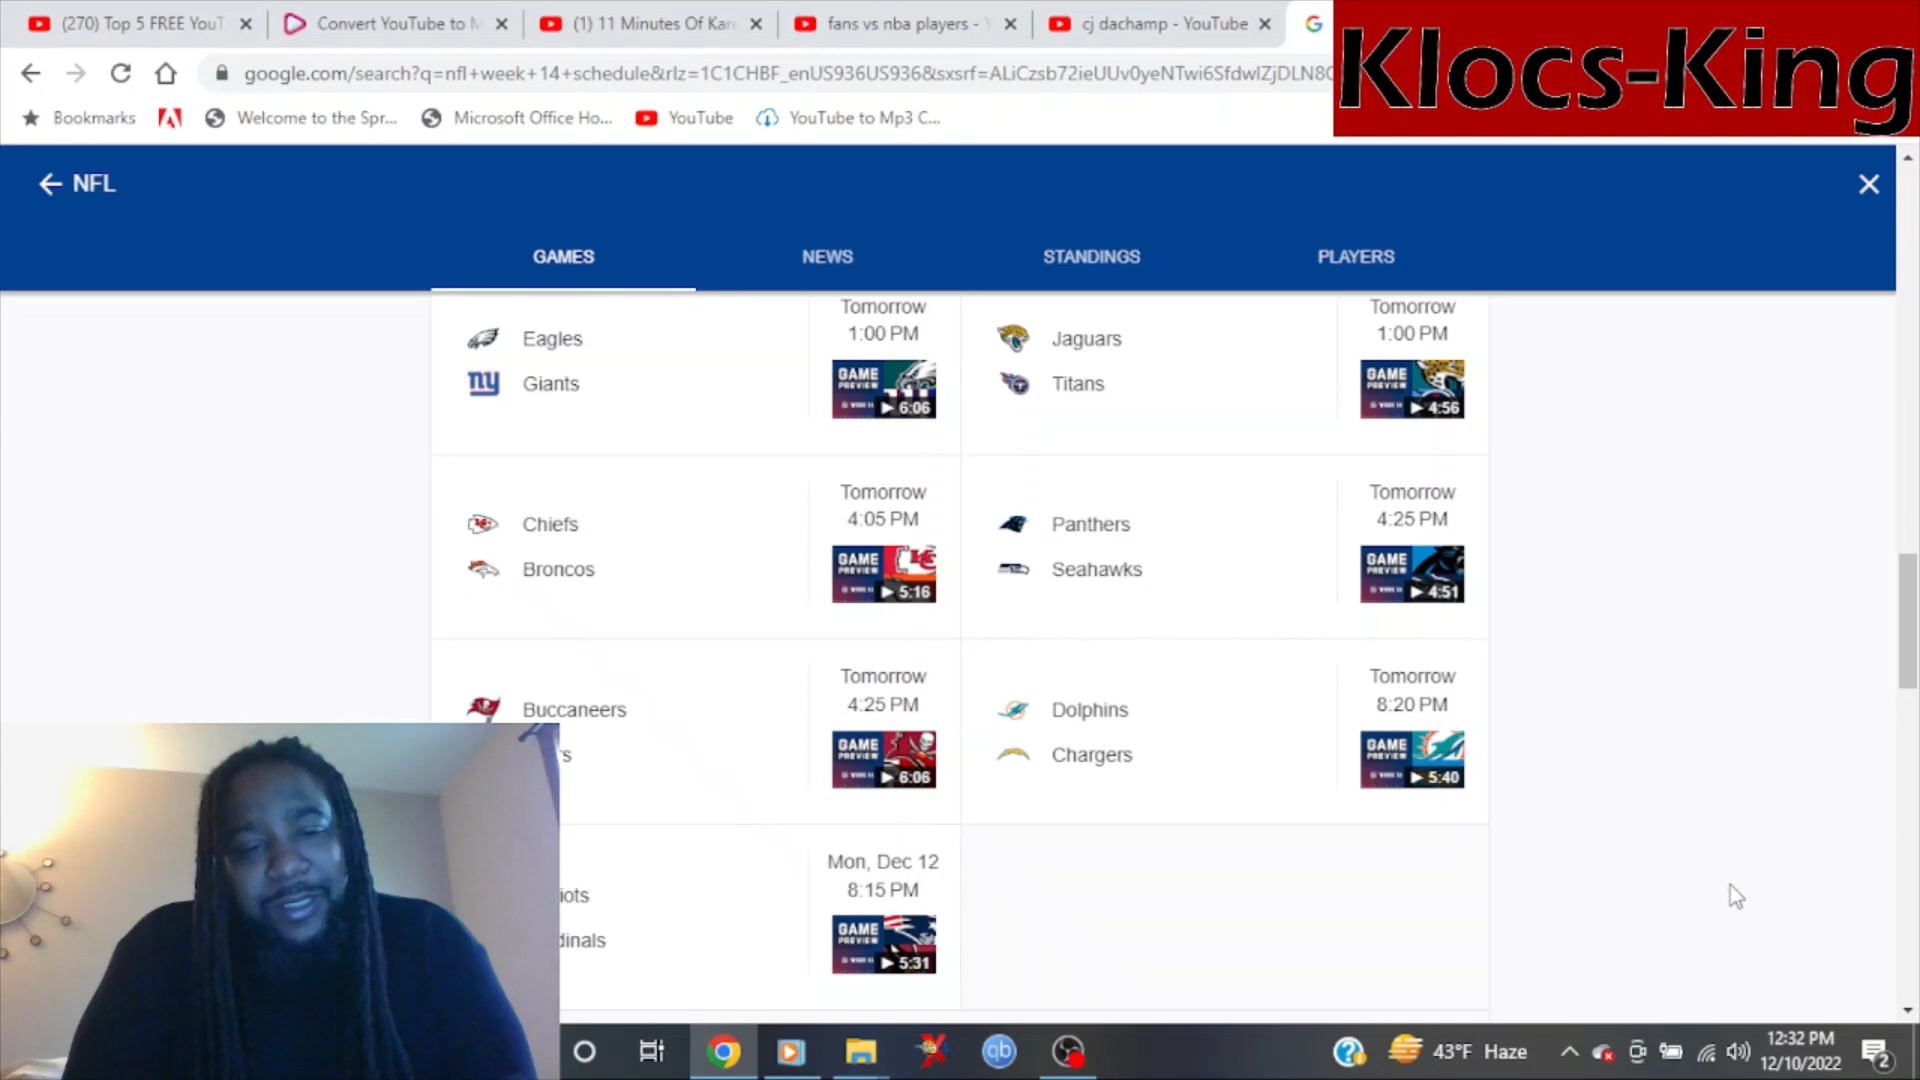 (270) Top 5 FREE YouT
Convert YouTube to M
(1) 11 Minutes Of Kar
fans vs nba players - Y
cj dachamp - YouTube
Klocs-King
google.com/search?q=nfl+week+14+schedule&rlz=1C1CHBF_enUS936US936&sxsrf=ALiCzsb72ieUUv0yeNTwi6SfdwIZjDLN8C
Bookmarks
Welcome to the Spr...
Microsoft Office Ho...
YouTube
YouTube to Mp3 C...
NFL
GAMES
NEWS
STANDINGS
PLAYERS
Eagles
Giants
Tomorrow
1:00 PM
GAME
PREVIEW
6:06
Jaguars
Titans
Tomorrow
1:00 PM
GAME
PREVIEW
4:56
Chiefs
Broncos
Tomorrow
4:05 PM
GAME
PREVIEW
5:16
Panthers
Seahawks
Tomorrow
4:25 PM
GAME
PREVIEW
4:51
Buccaneers
rs
Tomorrow
4:25 PM
GAME
PREVIEW
6:06
Dolphins
Chargers
Tomorrow
8:20 PM
GAME
PREVIEW
5:40
iots
dinals
Mon, Dec 12
8:15 PM
GAME
PREVIEW
5:31
qb
43°F Haze
12:32 PM
12/10/2022
2